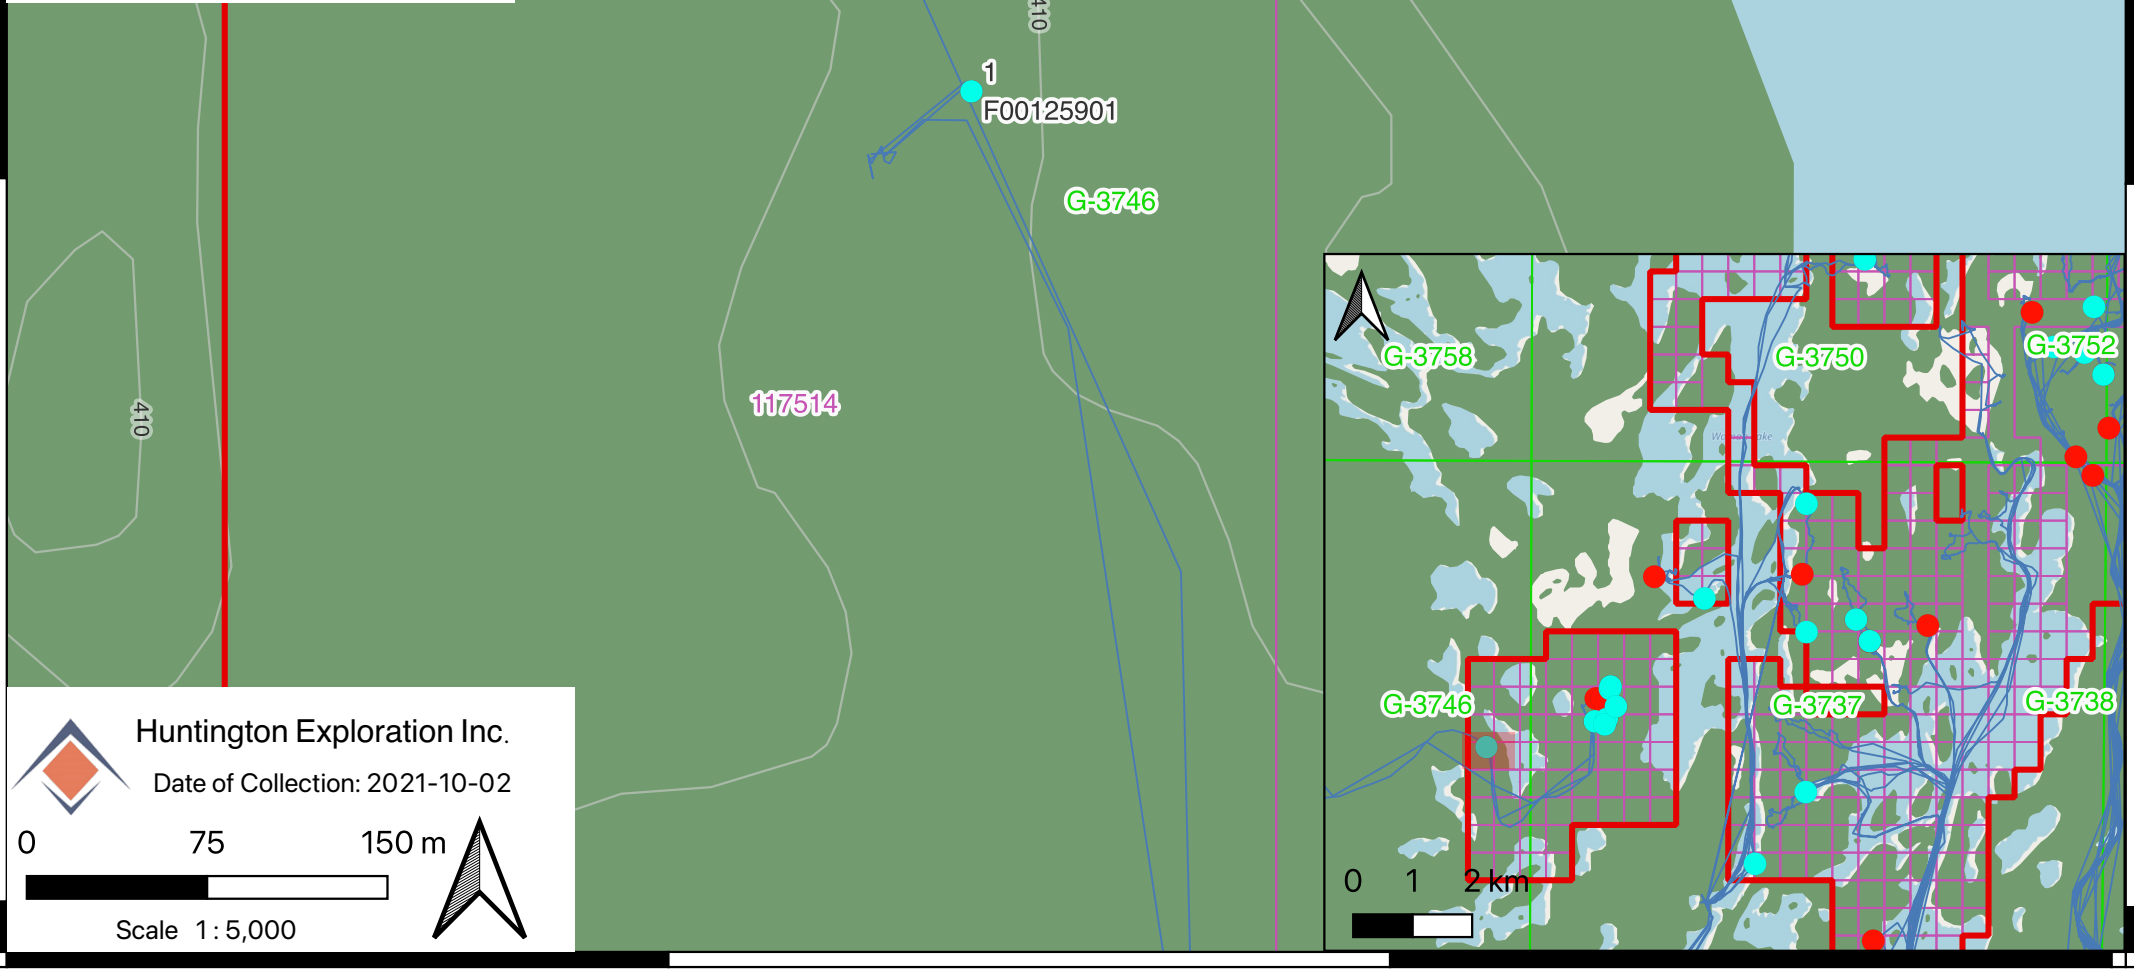 410
1
F00125901
G-3746
117514
410
G-3758
G-3750
G-3752
G-3746
G-3737
G-3738
0 1 2 km
Huntington Exploration Inc.
Date of Collection: 2021-10-02
0 75 150 m
Scale 1 : 5,000